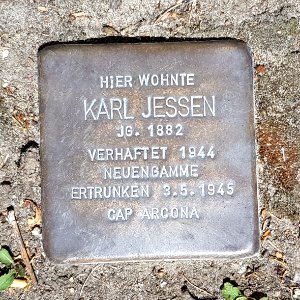 HIER WOHNTE
KARL JESSEN
JG. 1882
VERHAFTET 1944
NEUENGAMME
ERTRUNKEN 3.5.1945
CAP ARCONA